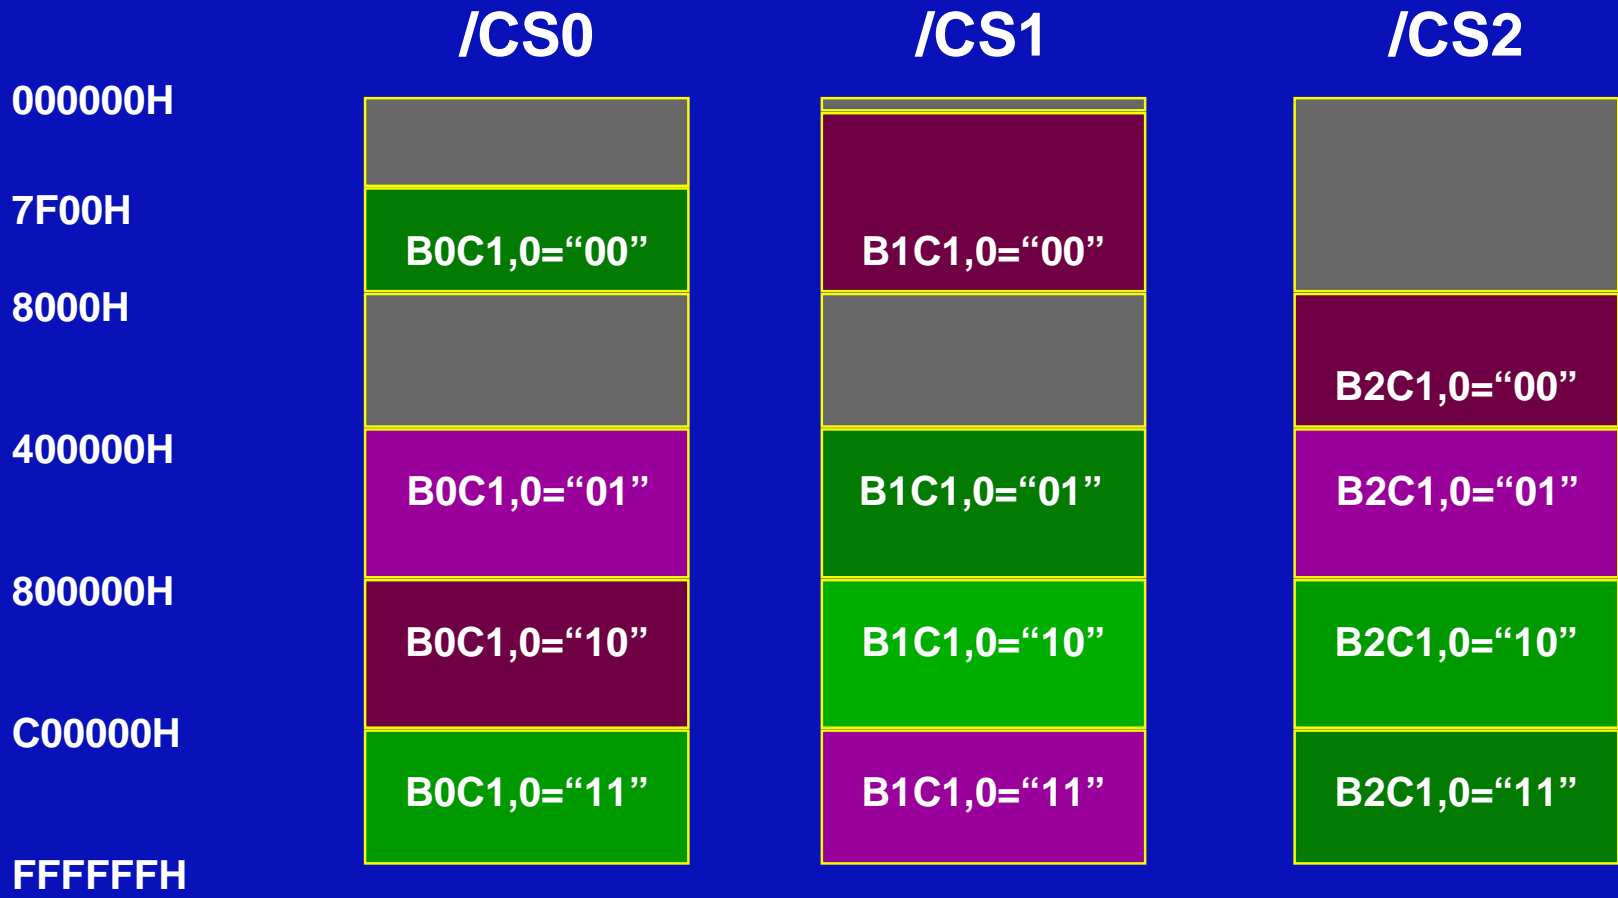 /CS0 /CS1 /CS2
000000H
7F00H
B0C1,0=“00” B1C1,0=“00”
8000H
B2C1,0=“00”
400000H
B0C1,0=“01” B1C1,0=“01” B2C1,0=“01”
800000H
B0C1,0=“10” B1C1,0=“10” B2C1,0=“10”
C00000H
B0C1,0=“11” B1C1,0=“11” B2C1,0=“11”
FFFFFFH